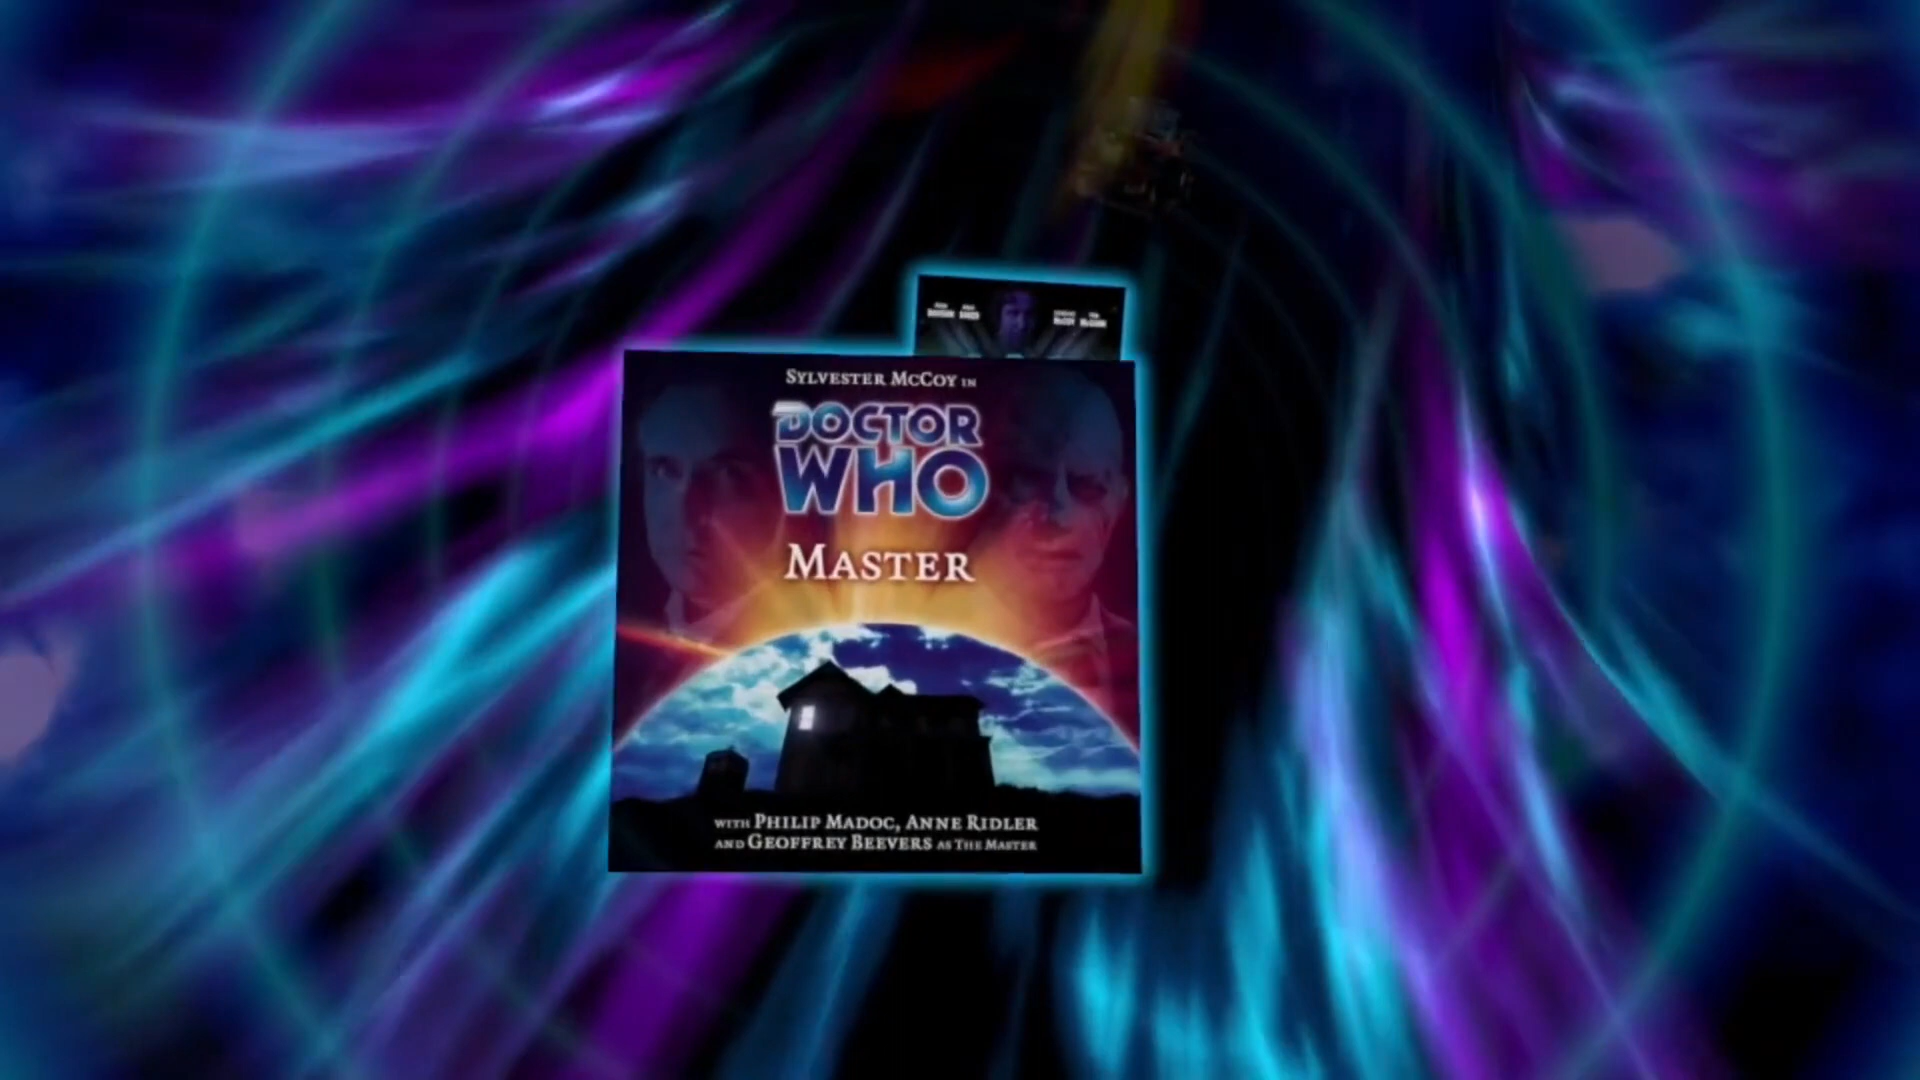 SYLVESTER MCCOY IN
DOCTOR
WHO
MASTER
WITH PHILIP MADOC, ANNE RIDLER
AND GEOFFREY BEEVERS AS THE MASTER